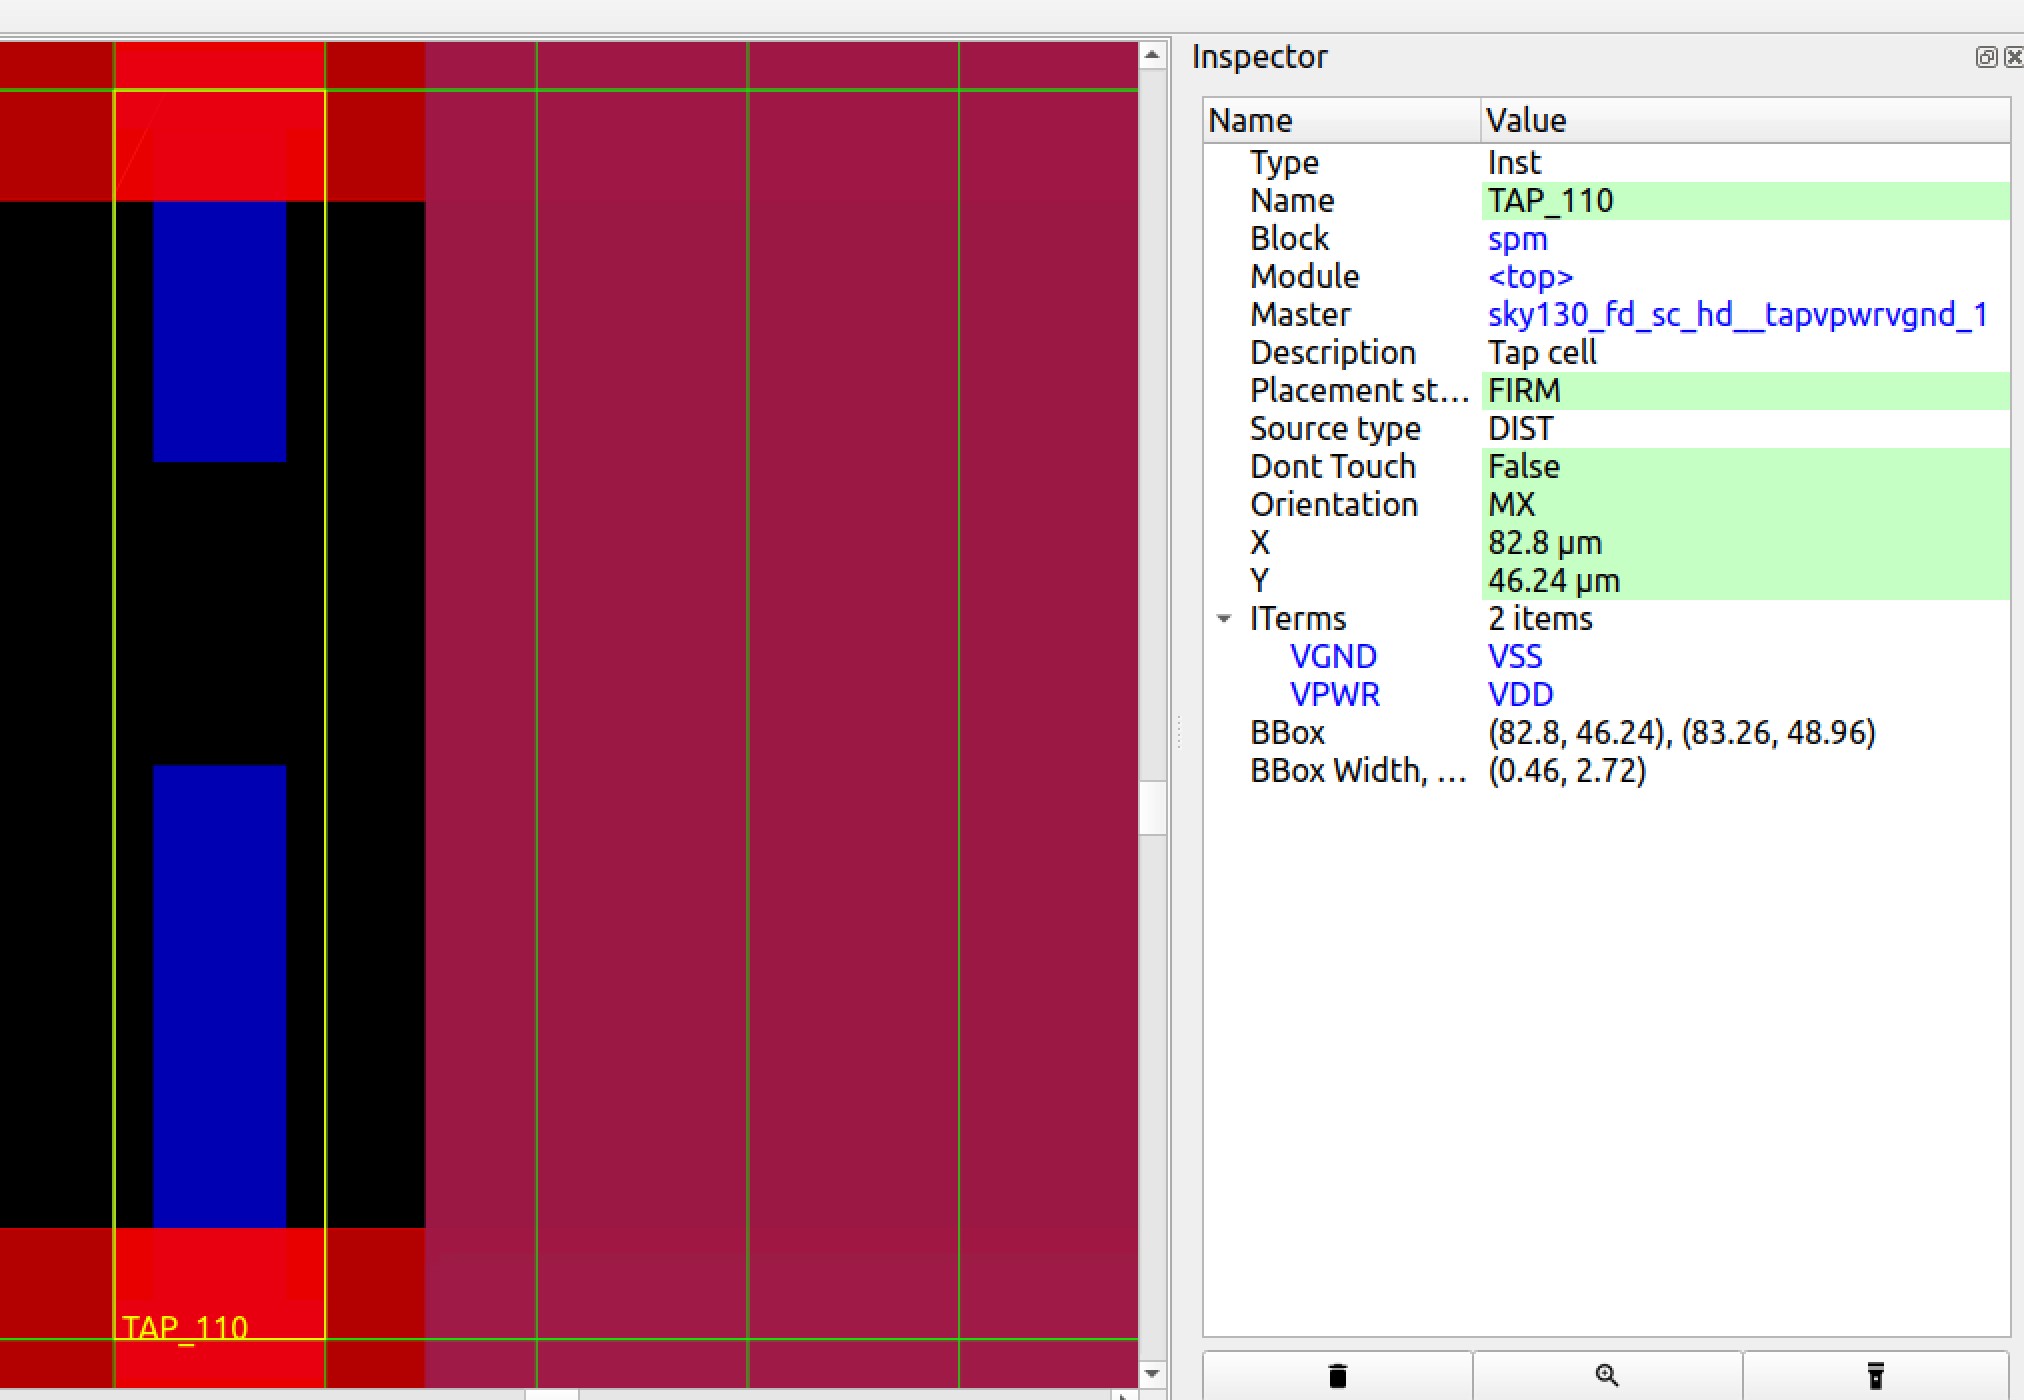 Inspector
Name Value
Type Inst
Name TAP_110
Block spm
Module <top>
Master sky130_fd_sc_hd__tapvpwrvgnd_1
Description Tap cell
Placement st... FIRM
Source type DIST
Dont Touch False
Orientation MX
X 82.8 μm
Y 46.24 μm
ITerms 2 items
VGND VSS
VPWR VDD
BBox (82.8, 46.24), (83.26, 48.96)
BBox Width, ... (0.46, 2.72)
TAP_110